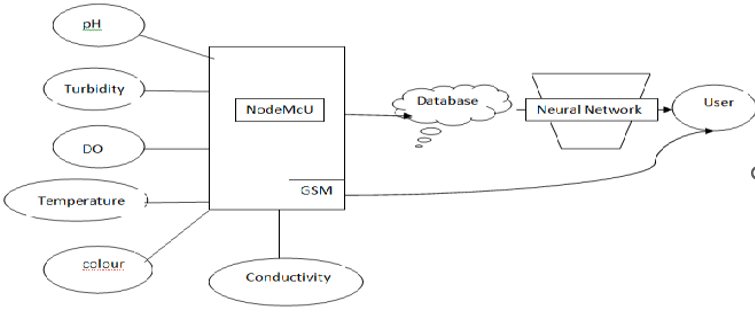 pH
Turbidity
DO
Temperature
colour
Conductivity
NodeMcU
GSM
Database
Neural Network
User